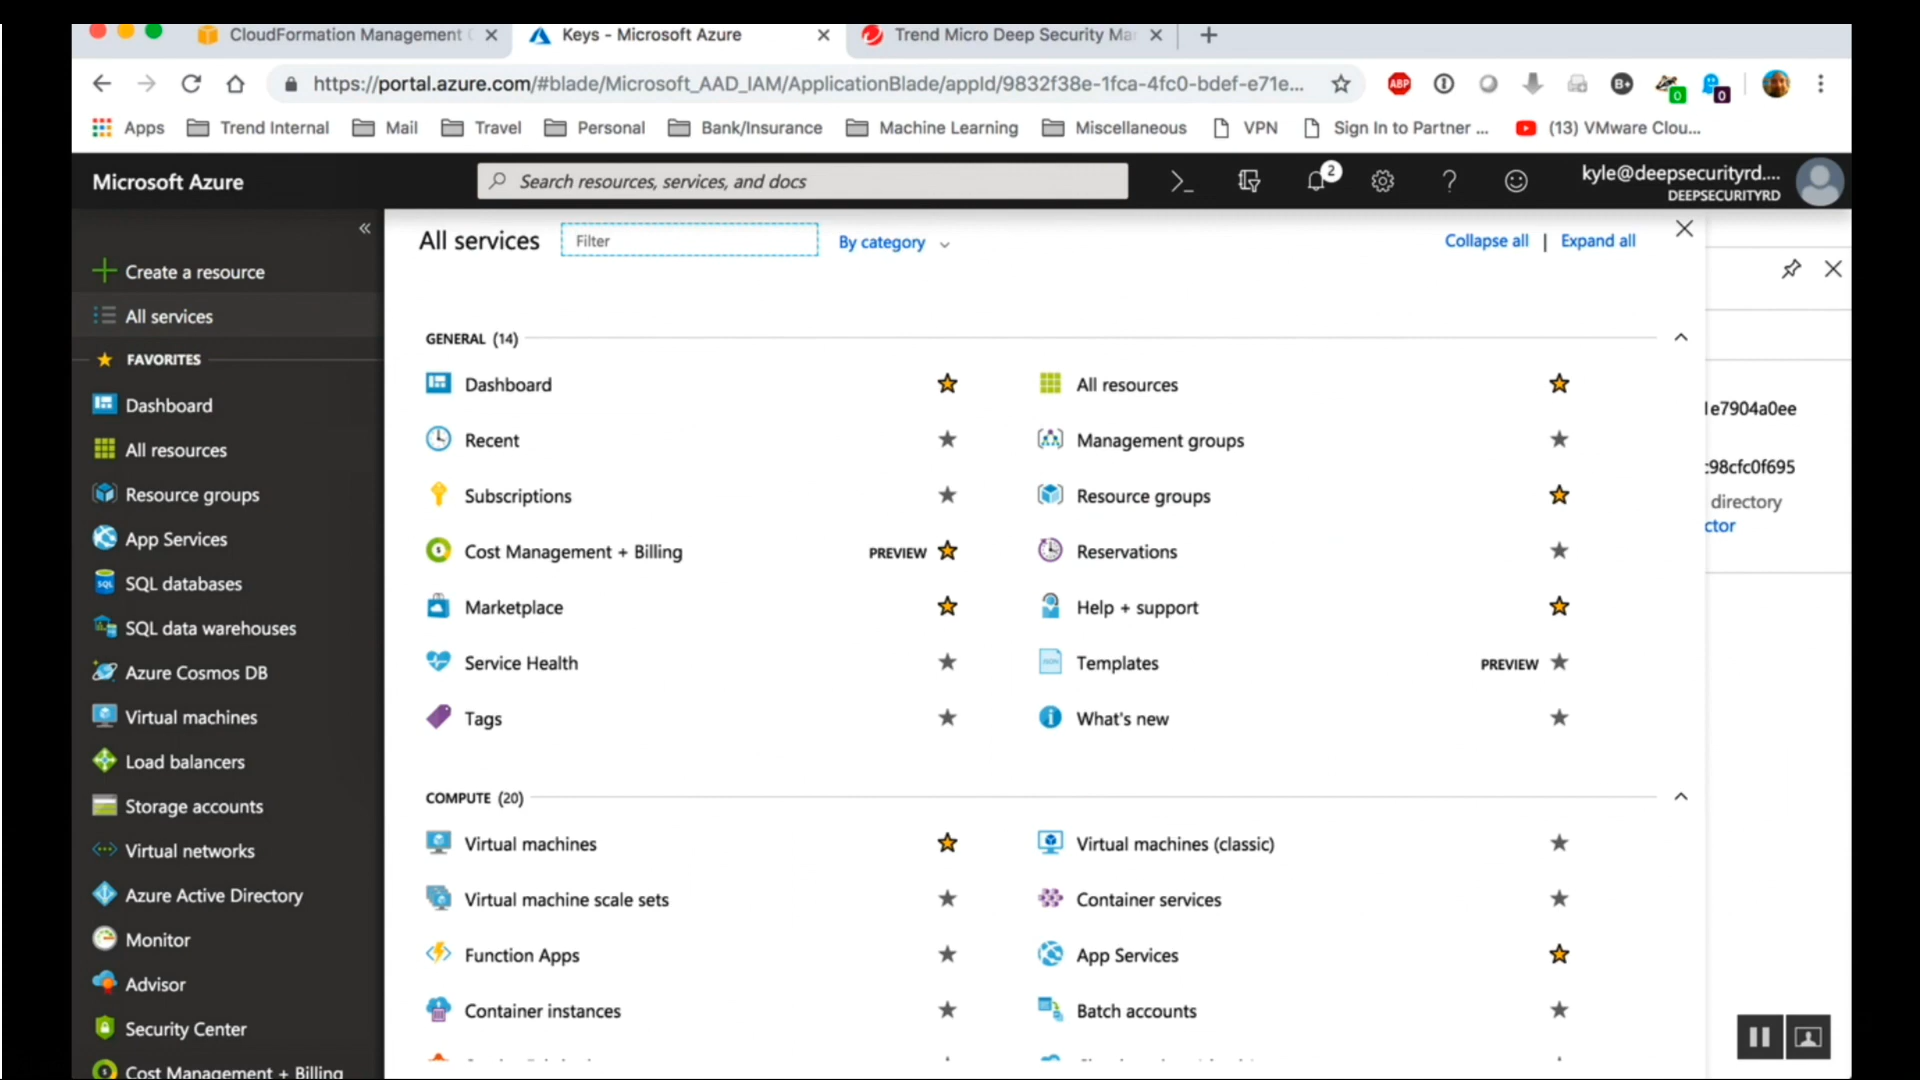 CloudFormation Management
Keys - Microsoft Azure
Trend Micro Deep Security Ma
https://portal.azure.com/#blade/Microsoft_AAD_IAM/ApplicationBlade/appId/9832f38e-1fca-4fc0-bdef-e71e...
ABP
B+
0
0
Apps
Trend Internal
Mail
Travel
Personal
Bank/Insurance
Machine Learning
Miscellaneous
VPN
Sign In to Partner ...
(13) VMware Clou...
Microsoft Azure
Search resources, services, and docs
2
kyle@deepsecurityrd....
DEEPSECURITYRD
Create a resource
All services
FAVORITES
Dashboard
All resources
Resource groups
App Services
SQL databases
SQL data warehouses
Azure Cosmos DB
Virtual machines
Load balancers
Storage accounts
Virtual networks
Azure Active Directory
Monitor
Advisor
Security Center
Cost Management + Billing
All services
Filter
By category
Collapse all | Expand all
GENERAL (14)
Dashboard
All resources
Recent
Management groups
Subscriptions
Resource groups
Cost Management + Billing PREVIEW
Reservations
Marketplace
Help + support
Service Health
Templates PREVIEW
Tags
What's new
COMPUTE (20)
Virtual machines
Virtual machines (classic)
Virtual machine scale sets
Container services
Function Apps
App Services
Container instances
Batch accounts
e7904a0ee
98cfc0f695
directory
ctor